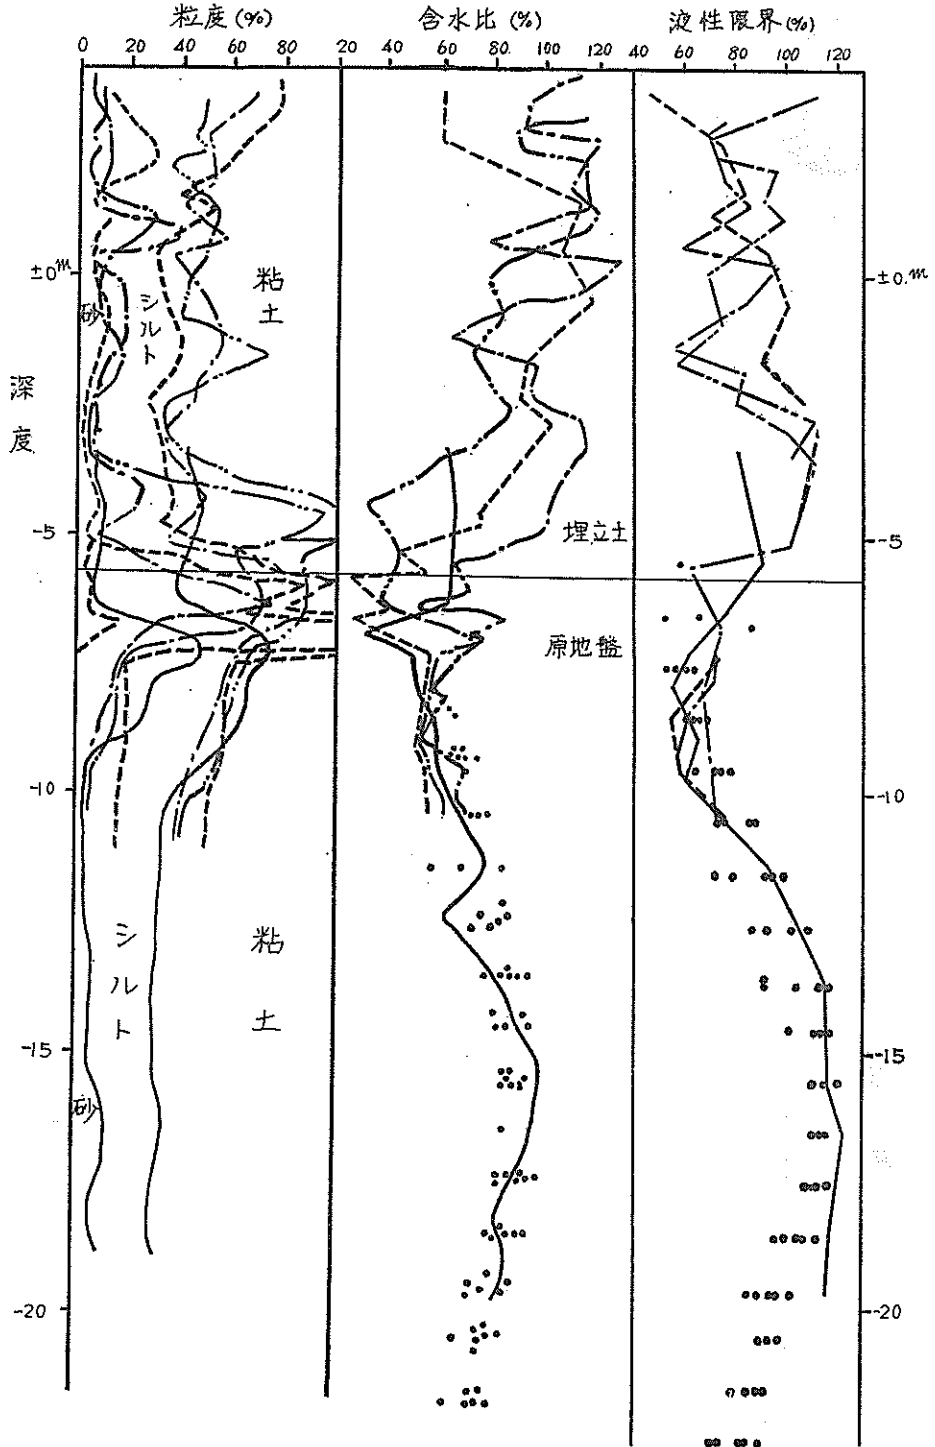 粒度(%) 含水比(%) 液性限界(%)
0 20 40 60 80 20 40 60 80 100 120 40 60 80 100 120
±0m 砂 シルト 粘土 ±0.m
深度
-5 埋立土 -5
原地盤
-10 -10
シルト 粘土
-15 -15
砂
-20 -20